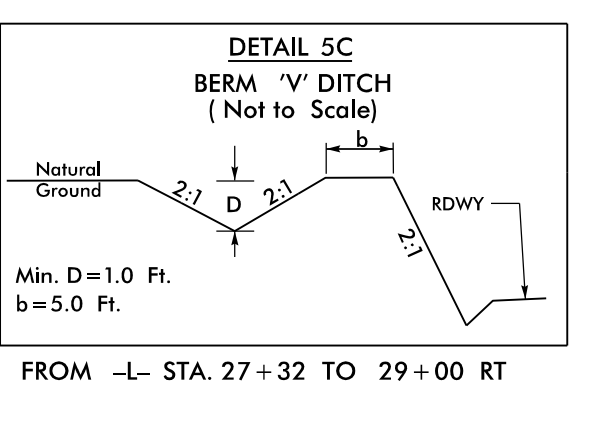 DETAIL 5C
BERM 'V' DITCH
( Not to Scale)
b
Natural
Ground
2:1
D
2:1
RDWY
2:1
Min. D=1.0 Ft.
b=5.0 Ft.
FROM –L– STA. 27+32 TO 29+00 RT